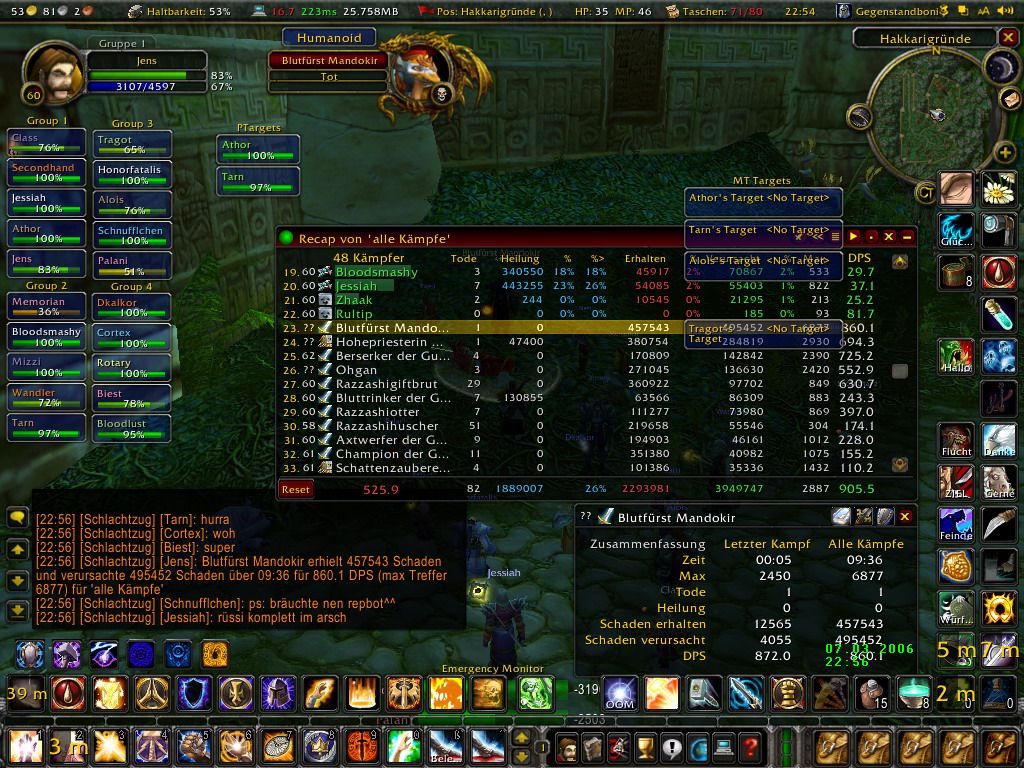 53 81 2 Haltbarkeit: 53% 16.7 223ms 25.758MB Pos: Hakkarigründe (, ) HP: 35 MP: 46 Taschen: 71/80 22:54 Gegenstandboni
Gruppe 1
Jens
83%
3107/4597 67%
60
Humanoid
Blutfürst Mandokir
Tot
Hakkarigründe
N
Group 1
Class
76%
Secondhand
100%
Jessiah
100%
Athor
100%
Jens
83%
Group 2
Memorian
36%
Bloodsmashy
100%
Mizzi
100%
Wandler
72%
Tarn
97%
Group 3
Tragot
65%
Honorfatalis
100%
Alois
76%
Schnufflchen
100%
Palani
51%
Group 4
Dkalkor
100%
Cortex
100%
Rotary
100%
Biest
78%
Bloodlust
95%
PTargets
Athor
100%
Tarn
97%
MT Targets
Athor's Target <No Target>
Tarn's Target <No Target>
Alois's Target <No Target>
Tragot's <No Target>
Target
Recap von 'alle Kämpfe'
48 Kämpfer Tode Heilung % %> Erhalten DPS
19. 60 Bloodsmashy 3 340550 18% 18% 45917 2% 70867 2% 533 29.7
20. 60 Jessiah 7 443255 23% 26% 54085 2% 55403 1% 822 37.1
21. 60 Zhaak 2 244 0% 0% 10545 0% 21295 1% 213 25.2
22. 60 Rultip 0 0 0% 0% 0 0% 185 0% 93 81.7
23. ?? Blutfürst Mando... 1 0 457543 495452 860.1
24. ?? Hohepriesterin ... 1 47400 380754 284819 2930 694.3
25. 62 Berserker der Gu... 4 0 170809 142842 2390 725.2
26. ?? Ohgan 3 0 271045 136630 2420 552.9
27. 60 Razzashigiftbrut 29 0 360922 97702 849 630.7
28. 60 Bluttrinker der G... 7 130855 63566 86309 883 243.3
29. 60 Razzashiotter 7 0 111277 73980 869 397.0
30. 58 Razzashihuscher 51 0 219658 55546 304 174.1
31. 60 Axtwerfer der G... 9 0 194903 46161 1012 228.0
32. 61 Champion der G... 11 0 351380 40982 1075 155.2
33. 61 Schattenzaubere... 4 0 101386 35336 1432 110.2
Reset 525.9 82 1889007 26% 2293981 3949747 2887 905.5
?? Blutfürst Mandokir
Zusammenfassung Letzter Kampf Alle Kämpfe
Zeit 00:05 09:36
Max 2450 6877
Tode 1 1
Heilung 0 0
Schaden erhalten 12565 457543
Schaden verursacht 4055 495452
DPS 872.0 860.1
07.03.2006
22:56
[22:56] [Schlachtzug] [Tarn]: hurra
[22:56] [Schlachtzug] [Cortex]: woh
[22:56] [Schlachtzug] [Biest]: super
[22:56] [Schlachtzug] [Jens]: Blutfürst Mandokir erhielt 457543 Schaden
und verursachte 495452 Schaden über 09:36 für 860.1 DPS (max Treffer
6877) für 'alle Kämpfe'
[22:56] [Schlachtzug] [Schnufflchen]: ps: bräuchte nen repbot^^
[22:56] [Schlachtzug] [Jessiah]: rüssi komplett im arsch
Jessiah
Emergency Monitor
-319
Palani
-2503
Glüc...
8
Hallo
Flucht Danke
ZIEL Gerne
Feinde
Wurf...
5 m 7 m
39 m
OOM
15
8
2 m
0
0
3 m
Bele...
1